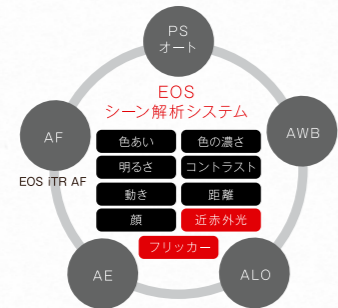 PS
オート
EOS
シーン解析システム
AF
AWB
色あい
色の濃さ
明るさ
コントラスト
EOS iTR AF
動き
距離
顔
近赤外光
フリッカー
AE
ALO